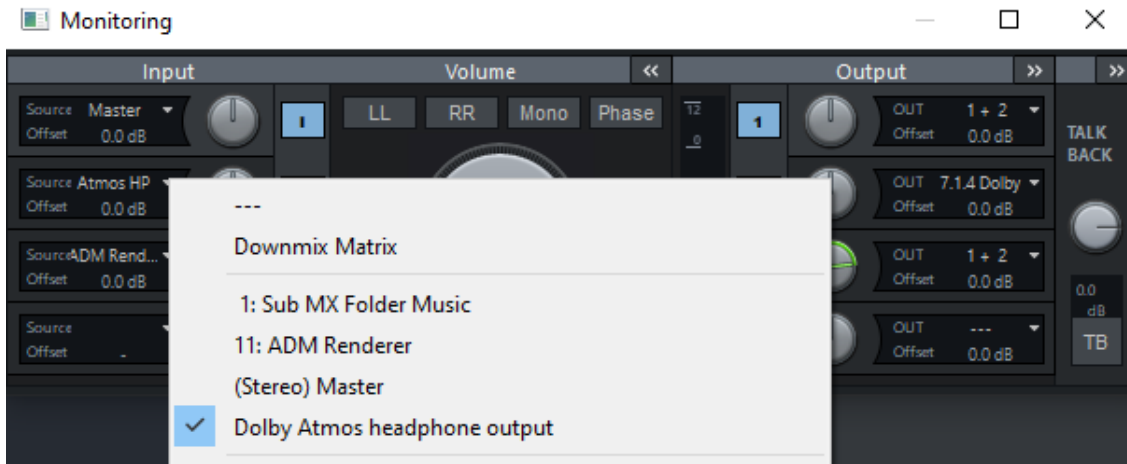 Monitoring
Input
Volume
<<
Output
>>
>>
Source Master
Offset 0.0 dB
I
LL RR Mono Phase
12
0
1
OUT 1 + 2
Offset 0.0 dB
TALK
BACK
Source Atmos HP
Offset 0.0 dB
OUT 7.1.4 Dolby
Offset 0.0 dB
Source ADM Rend...
Offset 0.0 dB
OUT 1 + 2
Offset 0.0 dB
Source
Offset -
OUT ---
Offset 0.0 dB
0.0
dB
TB
---
Downmix Matrix
1: Sub MX Folder Music
11: ADM Renderer
(Stereo) Master
Dolby Atmos headphone output